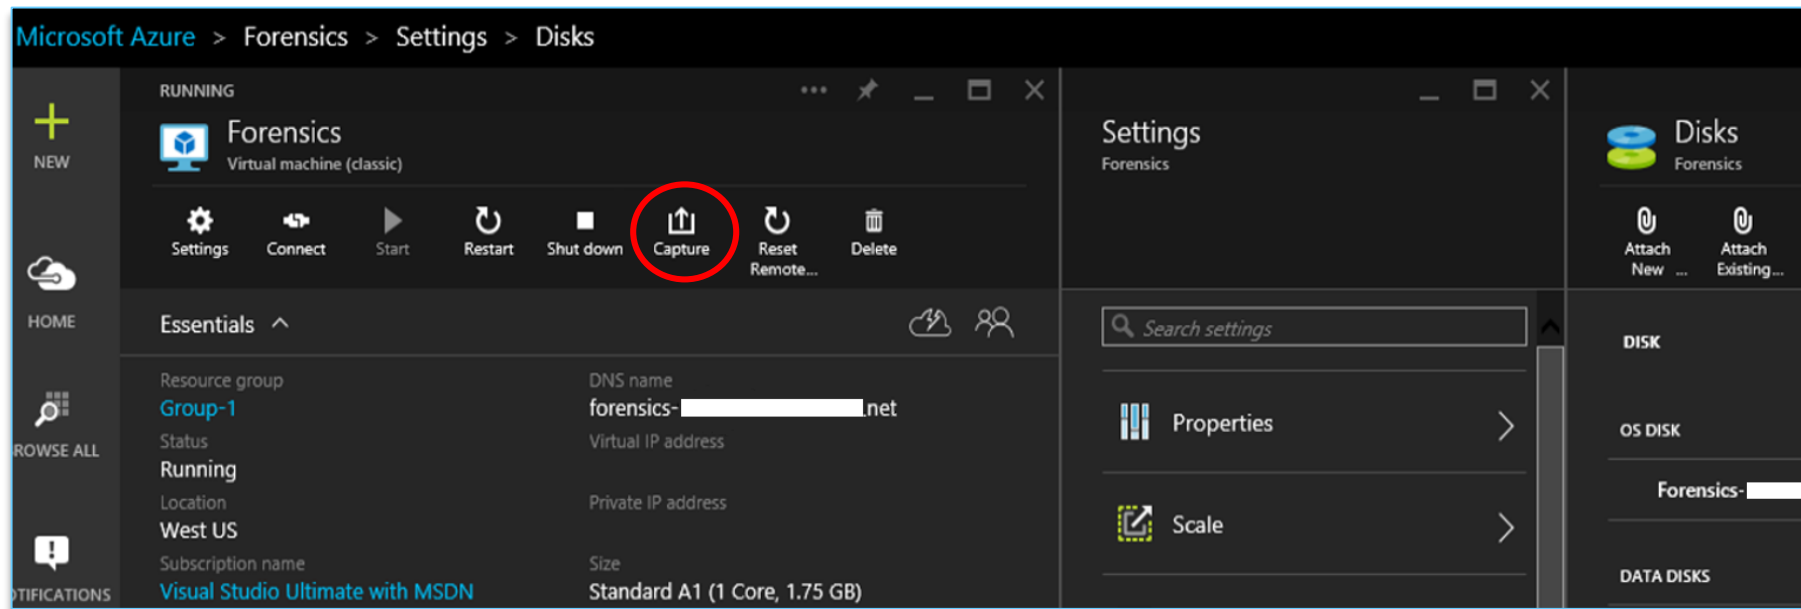 Microsoft Azure > Forensics > Settings > Disks
NEW
HOME
ROWSE ALL
OTIFICATIONS
RUNNING
Forensics
Virtual machine (classic)
Settings
Connect
Start
Restart
Shut down
Capture
Reset
Remote...
Delete
Essentials
Resource group
Group-1
Status
Running
Location
West US
Subscription name
Visual Studio Ultimate with MSDN
DNS name
forensics- .net
Virtual IP address
Private IP address
Size
Standard A1 (1 Core, 1.75 GB)
Settings
Forensics
Search settings
Properties
Scale
Disks
Forensics
Attach
New ...
Attach
Existing...
DISK
OS DISK
Forensics-
DATA DISKS